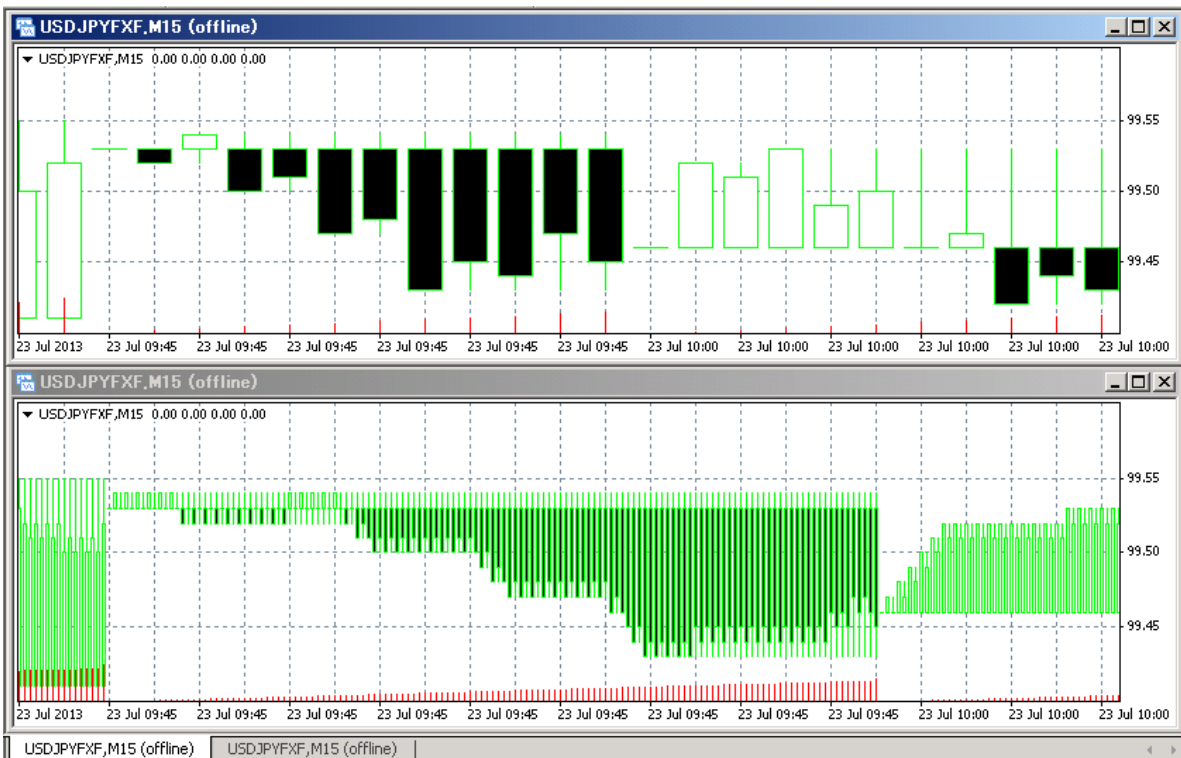 USDJPYFXF,M15 (offline)
USDJPYFXF,M15 0.00 0.00 0.00 0.00
99.55
99.50
99.45
23 Jul 2013 23 Jul 09:45 23 Jul 09:45 23 Jul 09:45 23 Jul 09:45 23 Jul 09:45 23 Jul 09:45 23 Jul 10:00 23 Jul 10:00 23 Jul 10:00 23 Jul 10:00 23 Jul 10:00 23 Jul 10:00
USDJPYFXF,M15 (offline)
USDJPYFXF,M15 0.00 0.00 0.00 0.00
99.55
99.50
99.45
23 Jul 2013 23 Jul 09:45 23 Jul 09:45 23 Jul 09:45 23 Jul 09:45 23 Jul 09:45 23 Jul 09:45 23 Jul 09:45 23 Jul 09:45 23 Jul 09:45 23 Jul 10:00 23 Jul 10:00 23 Jul 10:00
USDJPYFXF,M15 (offline) USDJPYFXF,M15 (offline)